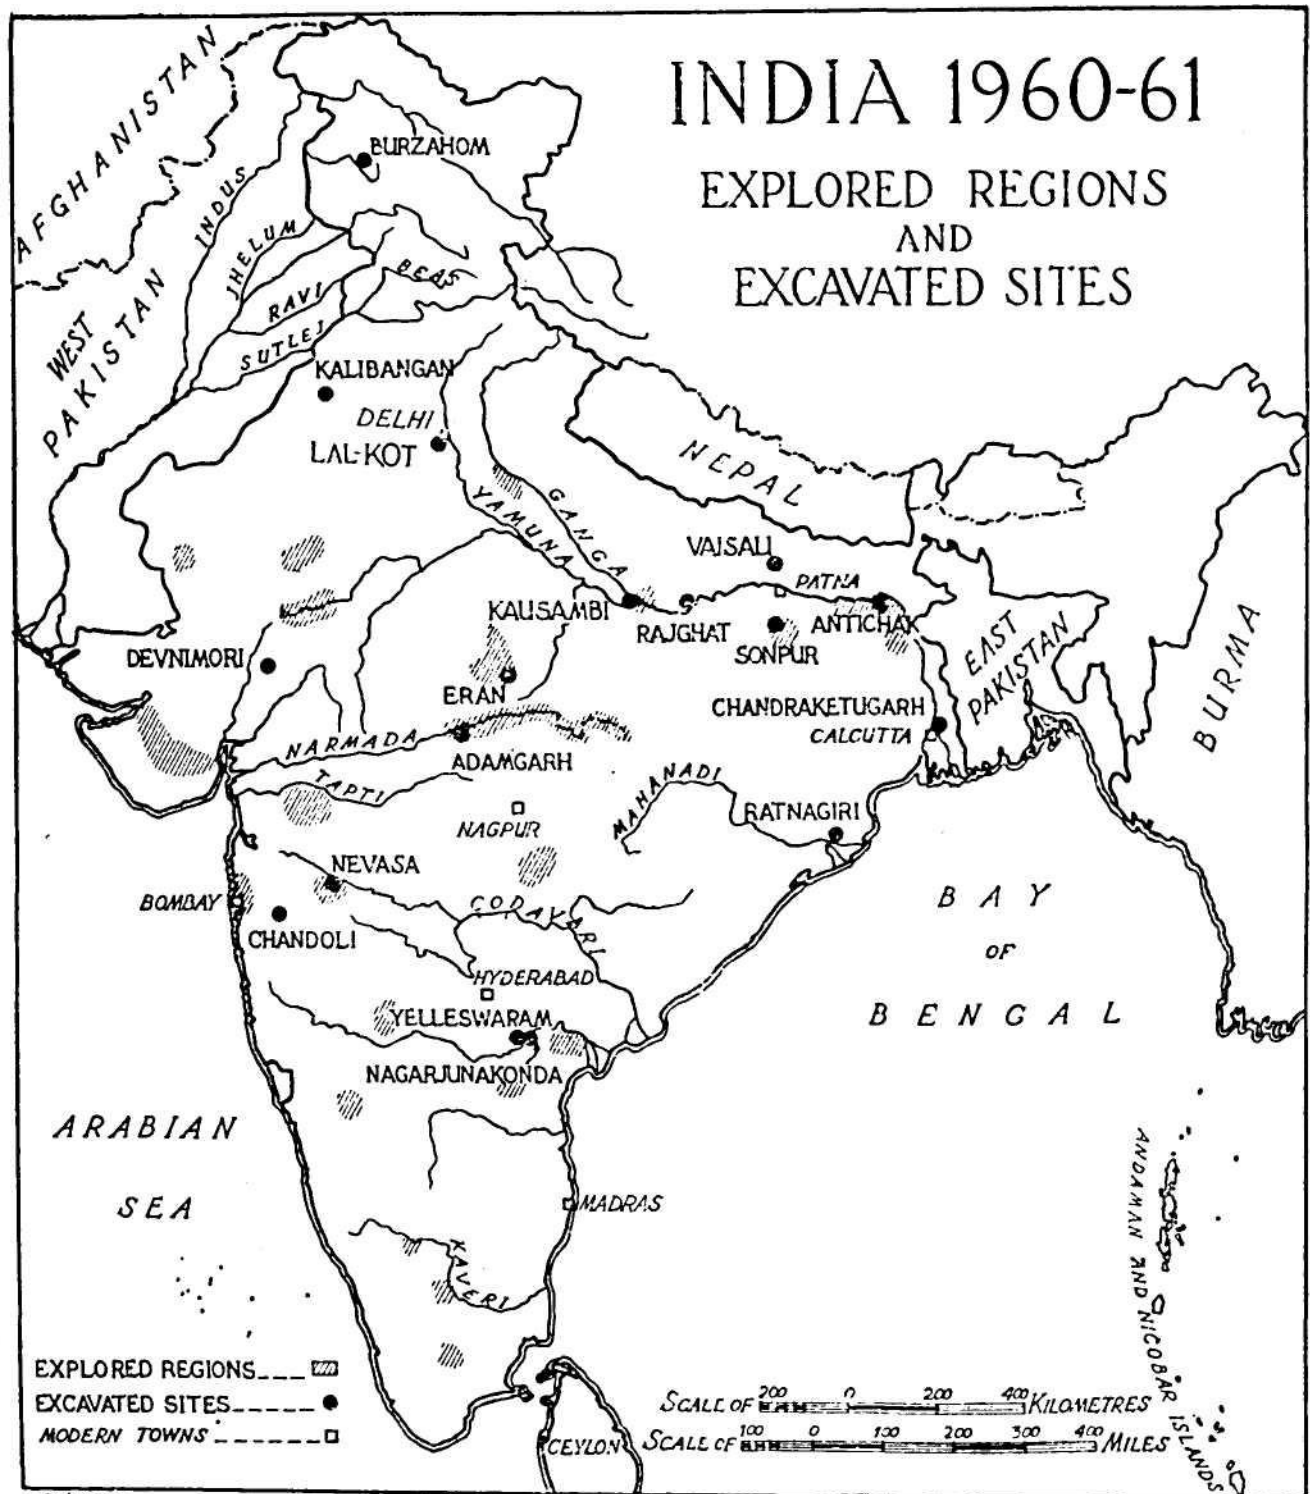 INDIA 1960-61
EXPLORED REGIONS
AND
EXCAVATED SITES
AFGHANISTAN
WEST
PAKISTAN
INDUS
JHELUM
RAVI
BEAS
SUTLEJ
BURZAHOM
KALIBANGAN
DELHI
LAL-KOT
NEPAL
GANGA
YAMUNA
VAISALI
PATNA
KAUSAMBI
RAJGHAT
SONPUR
ANTICHAK
EAST
PAKISTAN
BURMA
DEVNIMORI
ERAN
CHANDRAKETUGARH
CALCUTTA
NARMADA
ADAMGARH
TAPTI
NAGPUR
MAHANADI
RATNAGIRI
NEVASA
BOMBAY
CHANDOLI
GODAVARI
HYDERABAD
YELLESWARAM
NAGARJUNAKONDA
BAY
OF
BENGAL
ARABIAN
SEA
MADRAS
KAVERI
ANDAMAN AND NICOBAR ISLANDS
CEYLON
EXPLORED REGIONS
EXCAVATED SITES
MODERN TOWNS
SCALE OF 200 0 200 400 KILOMETRES
SCALE OF 100 0 100 200 300 400 MILES